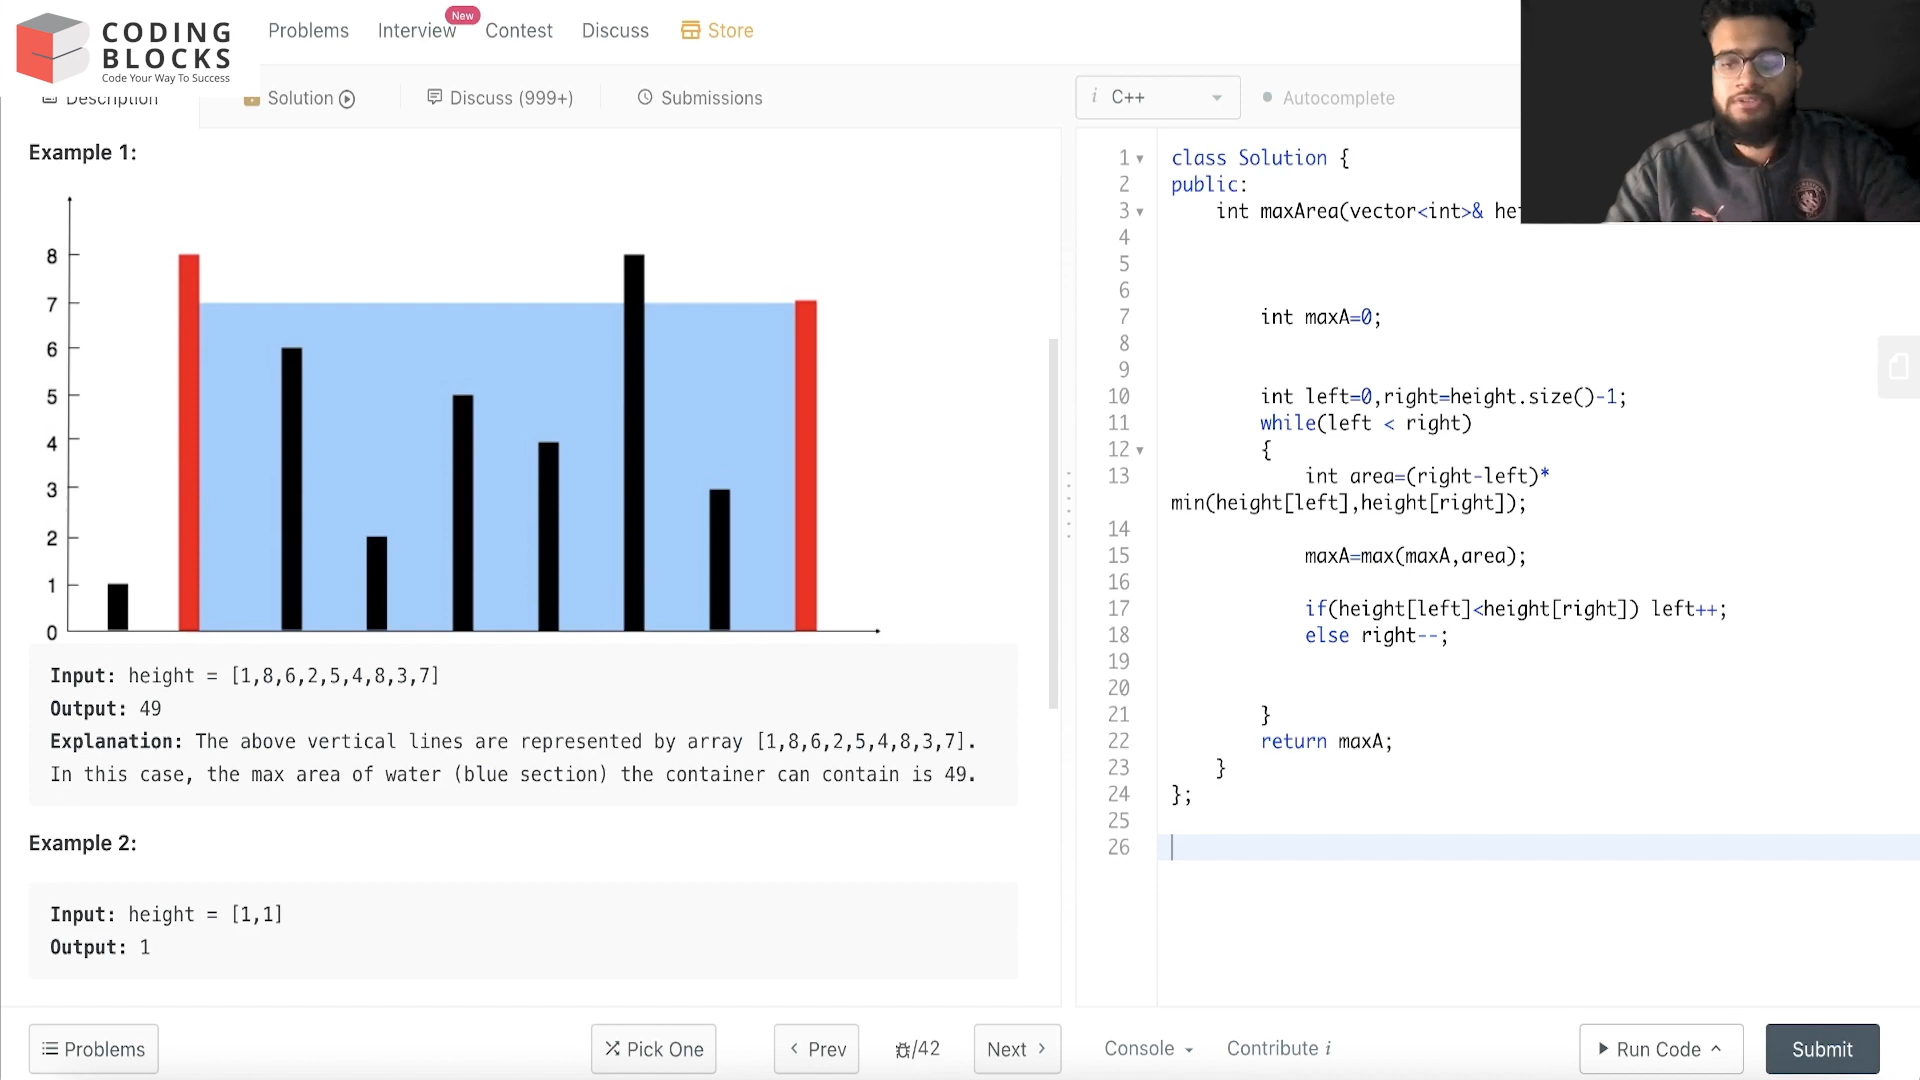 CODING
BLOCKS
Code Your Way To Success
Problems
Interview
New
Contest
Discuss
Store
Description
Solution
Discuss (999+)
Submissions
i C++
Autocomplete
Example 1:
8
7
6
5
4
3
2
1
0
Input: height = [1,8,6,2,5,4,8,3,7]
Output: 49
Explanation: The above vertical lines are represented by array [1,8,6,2,5,4,8,3,7].
In this case, the max area of water (blue section) the container can contain is 49.
Example 2:
Input: height = [1,1]
Output: 1
1 class Solution {
2 public:
3 int maxArea(vector<int>& he
4
5
6
7 int maxA=0;
8
9
10 int left=0,right=height.size()-1;
11 while(left < right)
12 {
13 int area=(right-left)*
min(height[left],height[right]);
14
15 maxA=max(maxA,area);
16
17 if(height[left]<height[right]) left++;
18 else right--;
19
20
21 }
22 return maxA;
23 }
24 };
25
26
Problems
Pick One
Prev
/42
Next
Console
Contribute i
Run Code
Submit